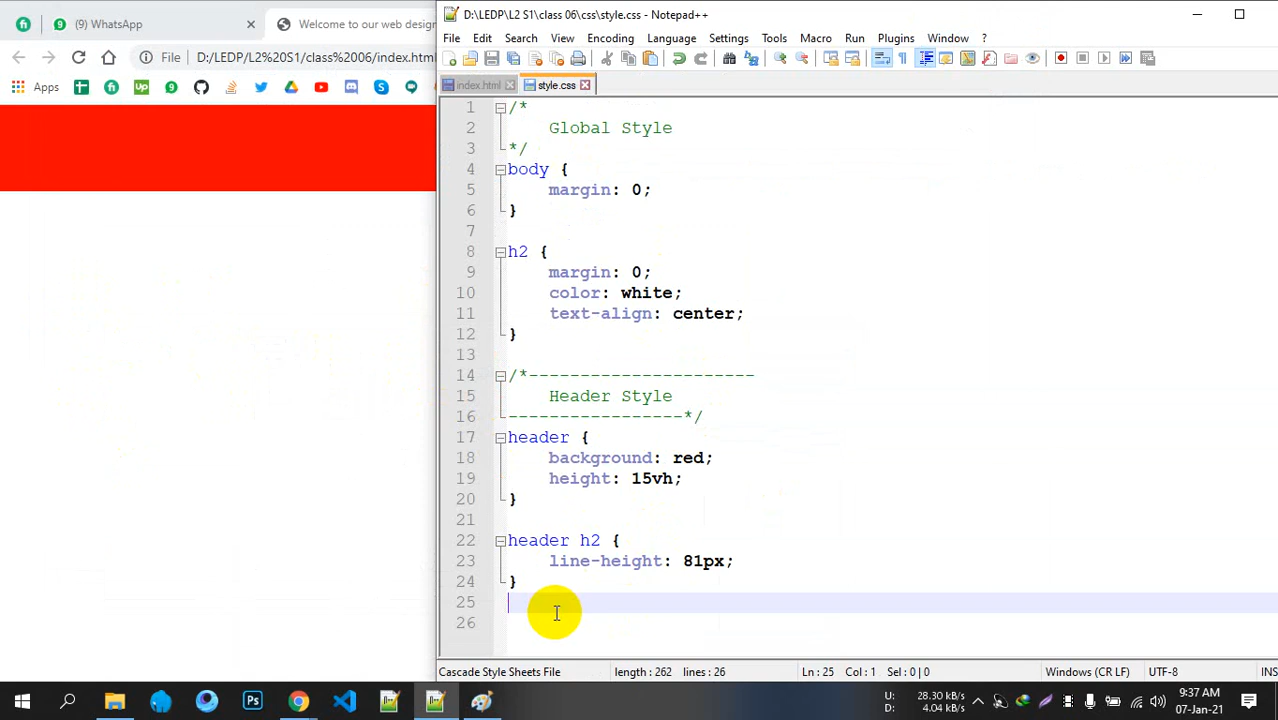 (9) WhatsApp
Welcome to our web design
D:\LEDP\L2 S1\class 06\css\style.css - Notepad++
File Edit Search View Encoding Language Settings Tools Macro Run Plugins Window ?
File D:/LEDP/L2%20S1/class%2006/index.html
index.html style.css
Apps
1 /*
2 Global Style
3 */
4 body {
5 margin: 0;
6 }
7
8 h2 {
9 margin: 0;
10 color: white;
11 text-align: center;
12 }
13
14 /*----------------------
15 Header Style
16 -----------------*/
17 header {
18 background: red;
19 height: 15vh;
20 }
21
22 header h2 {
23 line-height: 81px;
24 }
25
26
Cascade Style Sheets File length : 262 lines : 26 Ln : 25 Col : 1 Sel : 0 | 0 Windows (CR LF) UTF-8 INS
U: 28.30 kB/s
D: 4.04 kB/s
9:37 AM
07-Jan-21